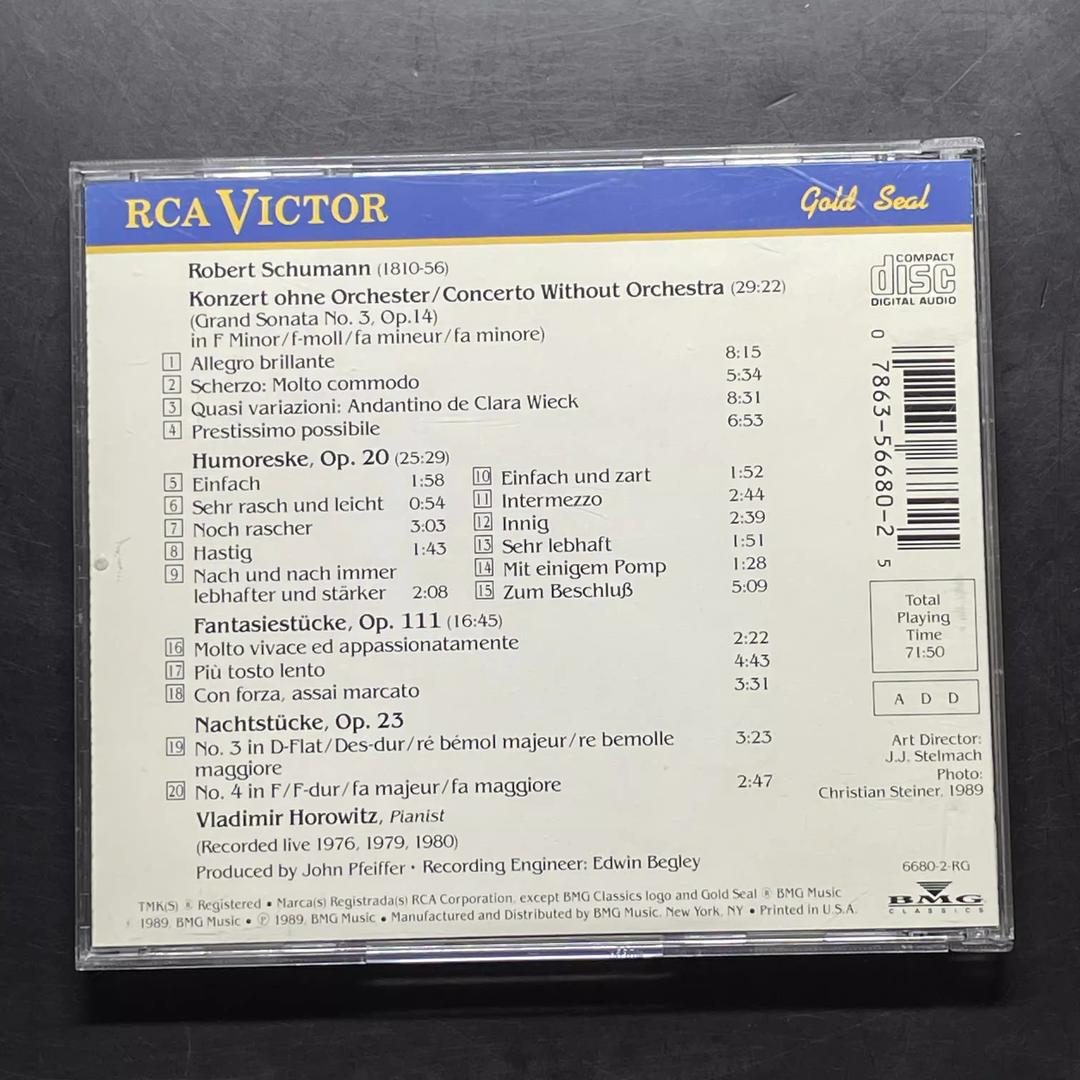 RCA VICTOR
Gold Seal
COMPACT
disc
DIGITAL AUDIO
Robert Schumann (1810-56)
Konzert ohne Orchester/Concerto Without Orchestra (29:22)
(Grand Sonata No. 3, Op.14)
in F Minor/f-moll/fa mineur/fa minore)
1 Allegro brillante 8:15
2 Scherzo: Molto commodo 5:34
3 Quasi variazioni: Andantino de Clara Wieck 8:31
4 Prestissimo possibile 6:53
Humoreske, Op. 20 (25:29)
5 Einfach 1:58
6 Sehr rasch und leicht 0:54
7 Noch rascher 3:03
8 Hastig 1:43
9 Nach und nach immer
lebhafter und stärker 2:08
10 Einfach und zart 1:52
11 Intermezzo 2:44
12 Innig 2:39
13 Sehr lebhaft 1:51
14 Mit einigem Pomp 1:28
15 Zum Beschluß 5:09
Fantasiestücke, Op. 111 (16:45)
16 Molto vivace ed appassionatamente 2:22
17 Più tosto lento 4:43
18 Con forza, assai marcato 3:31
Nachtstücke, Op. 23
19 No. 3 in D-Flat/Des-dur/ré bémol majeur/re bemolle 3:23
maggiore
20 No. 4 in F/F-dur/fa majeur/fa maggiore 2:47
Vladimir Horowitz, Pianist
(Recorded live 1976, 1979, 1980)
Produced by John Pfeiffer • Recording Engineer: Edwin Begley
0 7863-56680-2 5
Total
Playing
Time
71:50
A D D
Art Director:
J.J. Stelmach
Photo:
Christian Steiner, 1989
6680-2-RG
BMG
CLASSICS
TMK(S) ® Registered • Marca(s) Registrada(s) RCA Corporation, except BMG Classics logo and Gold Seal ® BMG Music
1989, BMG Music • ℗ 1989, BMG Music • Manufactured and Distributed by BMG Music, New York, NY • Printed in U.S.A.